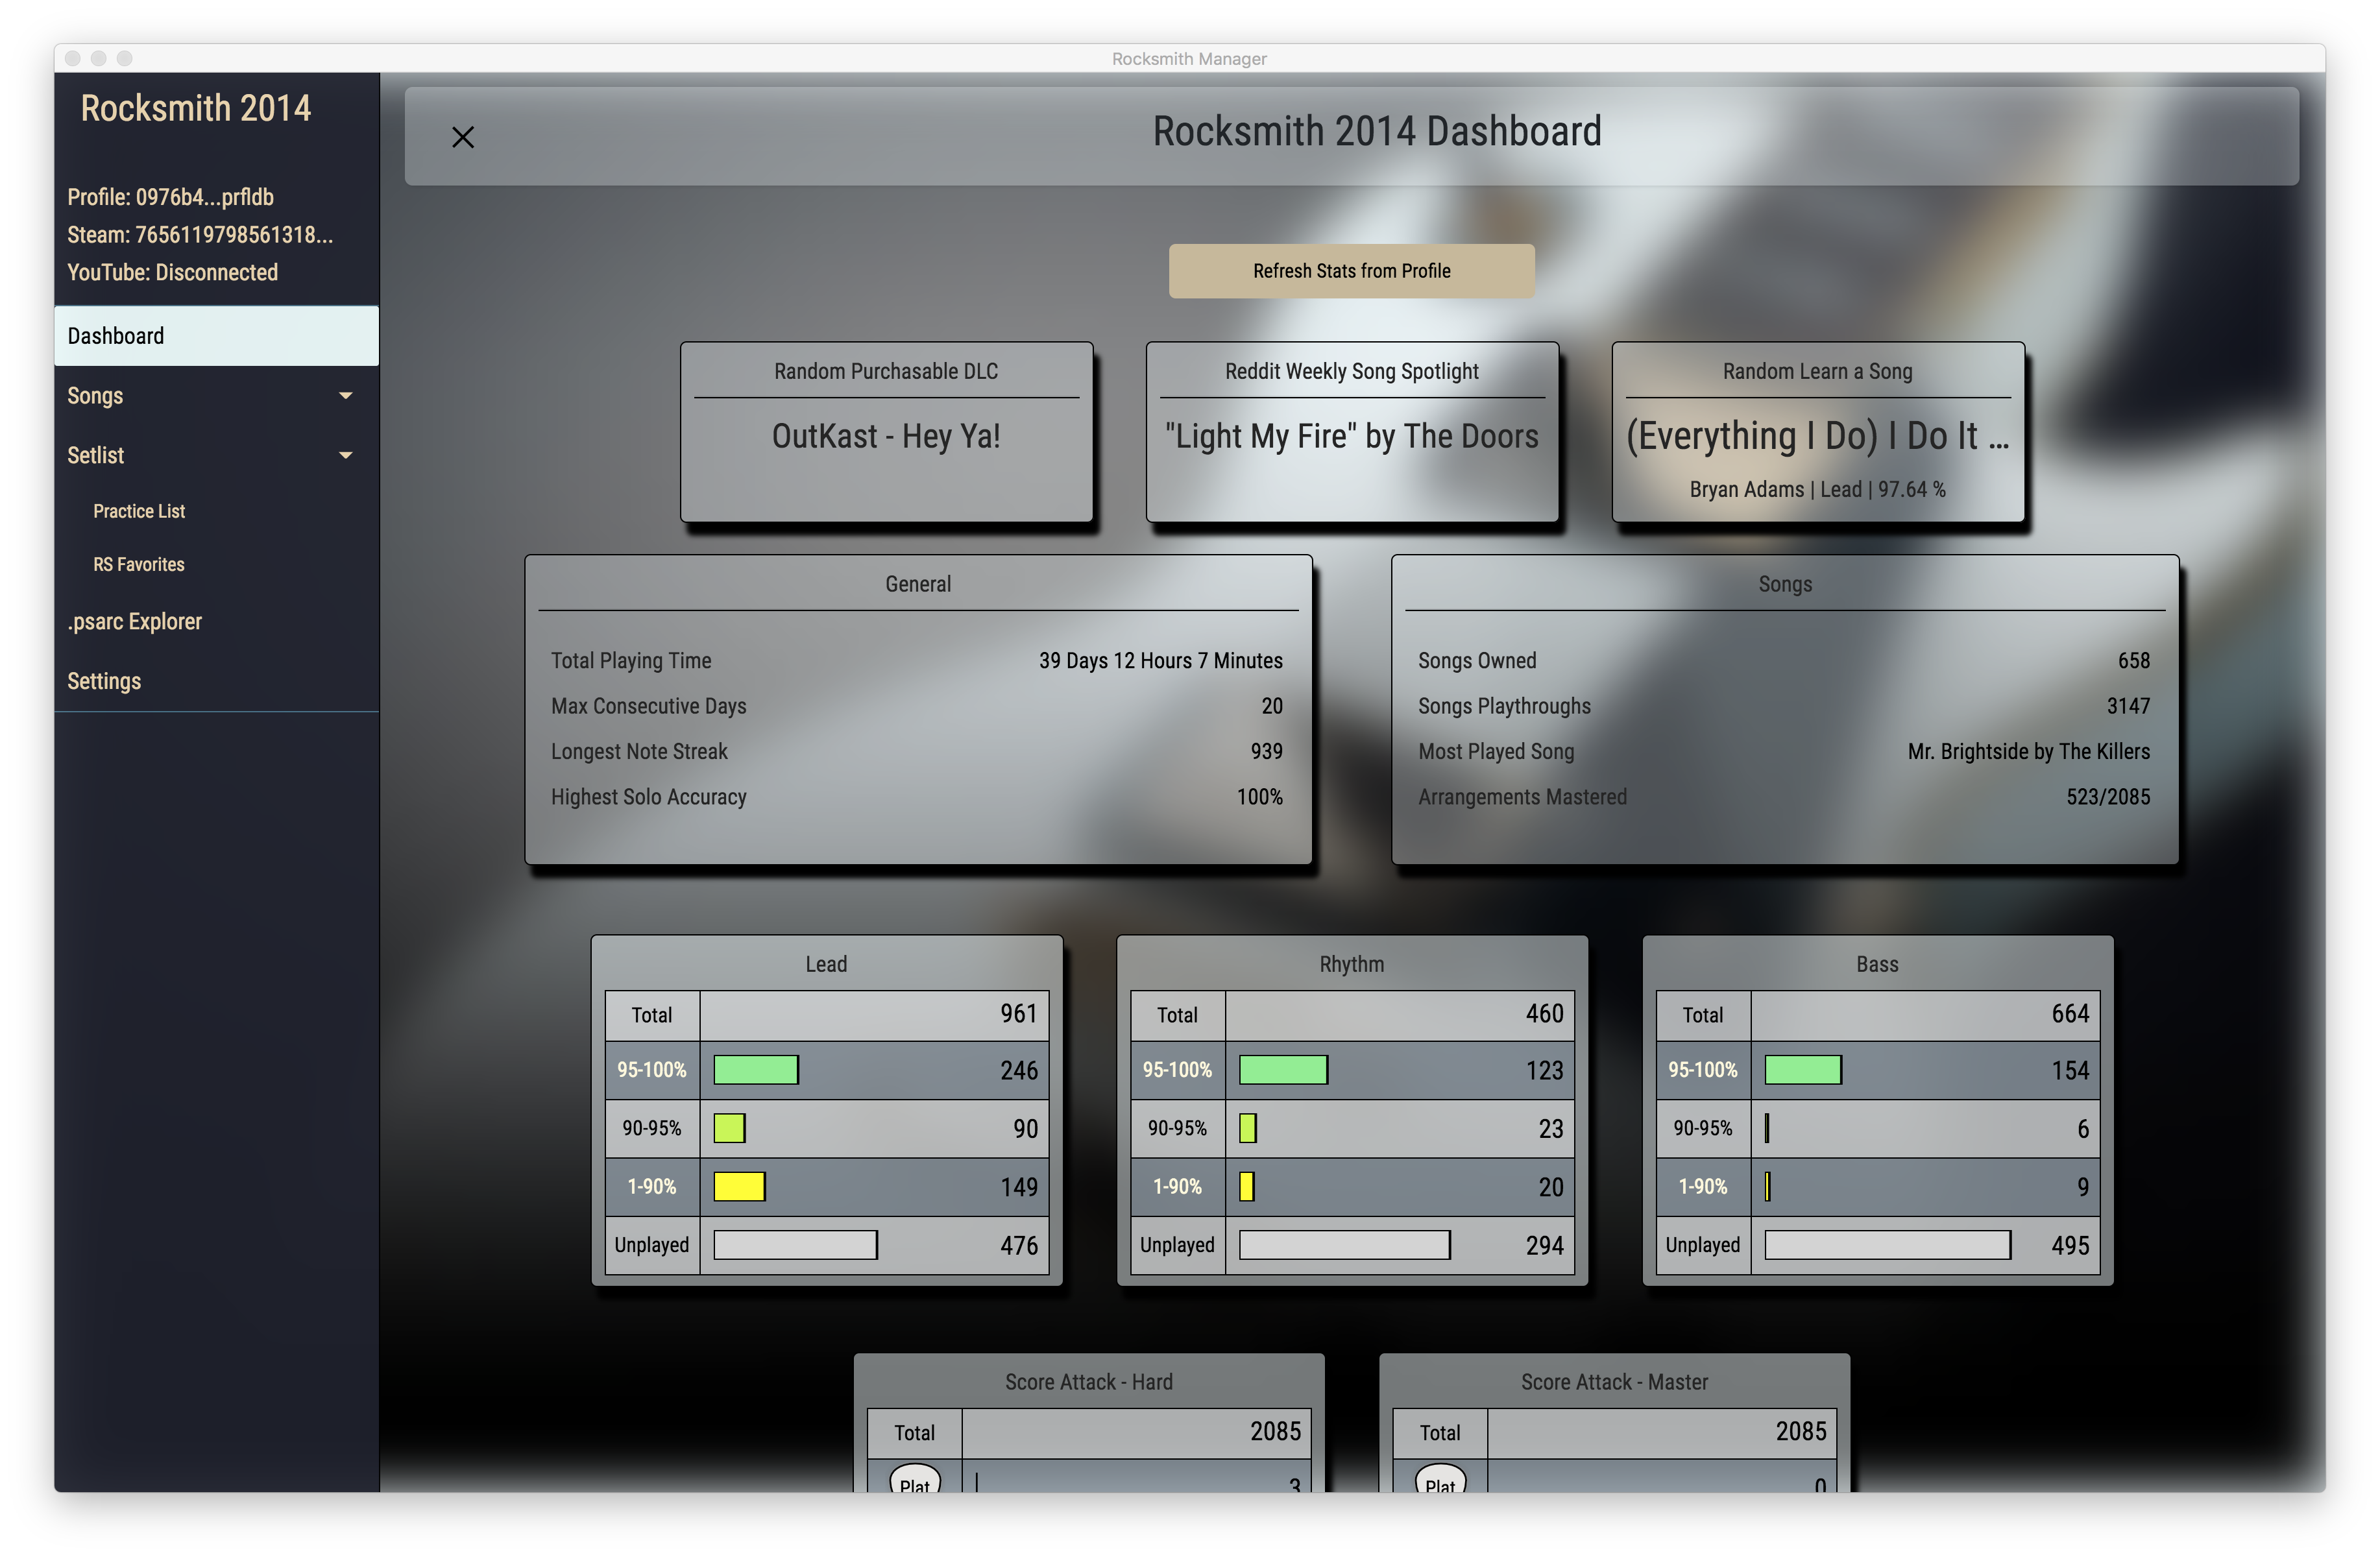 Rocksmith Manager
Rocksmith 2014
Profile: 0976b4...prfldb
Steam: 7656119798561318...
YouTube: Disconnected
Dashboard
Songs
Setlist
Practice List
RS Favorites
.psarc Explorer
Settings
Rocksmith 2014 Dashboard
Refresh Stats from Profile
Random Purchasable DLC
OutKast - Hey Ya!
Reddit Weekly Song Spotlight
"Light My Fire" by The Doors
Random Learn a Song
(Everything I Do) I Do It ...
Bryan Adams | Lead | 97.64 %
General
Total Playing Time 39 Days 12 Hours 7 Minutes
Max Consecutive Days 20
Longest Note Streak 939
Highest Solo Accuracy 100%
Songs
Songs Owned 658
Songs Playthroughs 3147
Most Played Song Mr. Brightside by The Killers
Arrangements Mastered 523/2085
Lead
Total 961
95-100% 246
90-95% 90
1-90% 149
Unplayed 476
Rhythm
Total 460
95-100% 123
90-95% 23
1-90% 20
Unplayed 294
Bass
Total 664
95-100% 154
90-95% 6
1-90% 9
Unplayed 495
Score Attack - Hard
Total 2085
Plat 3
Score Attack - Master
Total 2085
Plat 0